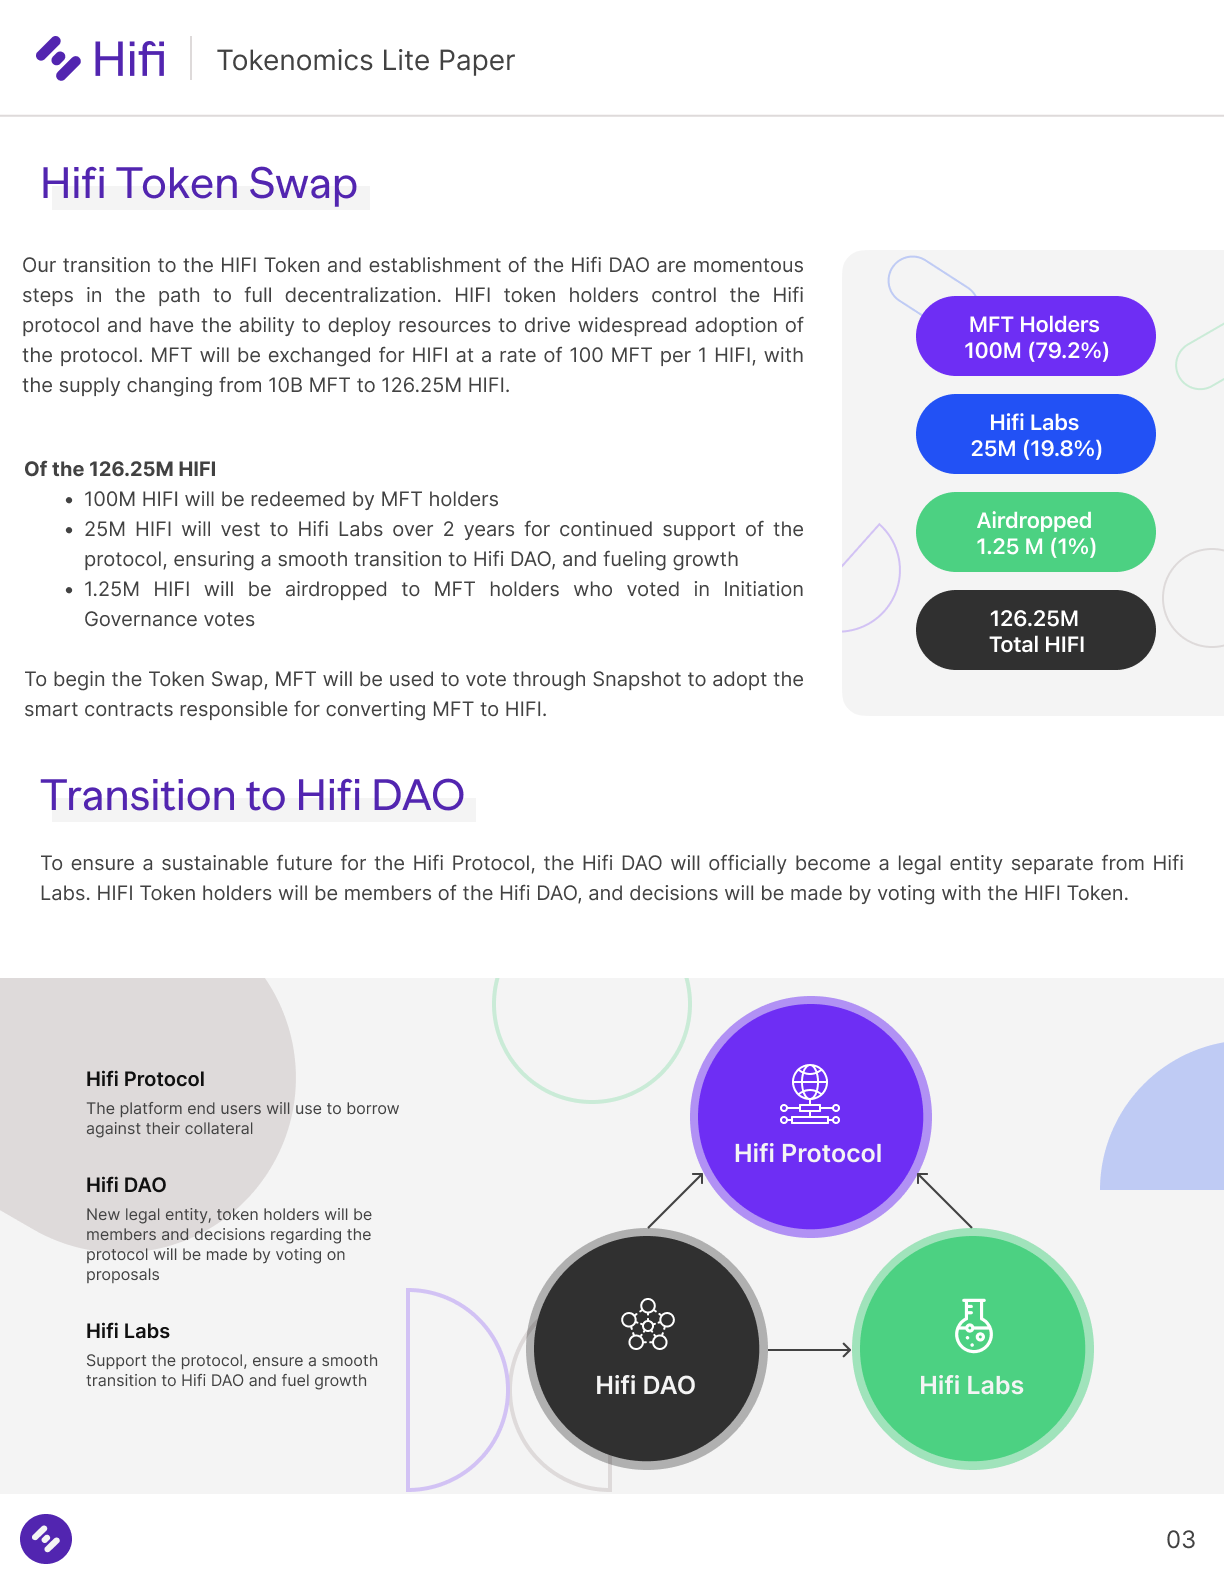 Hifi
Tokenomics Lite Paper
Hifi Token Swap
Our transition to the HIFI Token and establishment of the Hifi DAO are momentous
steps in the path to full decentralization. HIFI token holders control the Hifi
protocol and have the ability to deploy resources to drive widespread adoption of
the protocol. MFT will be exchanged for HIFI at a rate of 100 MFT per 1 HIFI, with
the supply changing from 10B MFT to 126.25M HIFI.
Of the 126.25M HIFI
• 100M HIFI will be redeemed by MFT holders
• 25M HIFI will vest to Hifi Labs over 2 years for continued support of the
protocol, ensuring a smooth transition to Hifi DAO, and fueling growth
• 1.25M HIFI will be airdropped to MFT holders who voted in Initiation
Governance votes
To begin the Token Swap, MFT will be used to vote through Snapshot to adopt the
smart contracts responsible for converting MFT to HIFI.
MFT Holders
100M (79.2%)
Hifi Labs
25M (19.8%)
Airdropped
1.25 M (1%)
126.25M
Total HIFI
Transition to Hifi DAO
To ensure a sustainable future for the Hifi Protocol, the Hifi DAO will officially become a legal entity separate from Hifi
Labs. HIFI Token holders will be members of the Hifi DAO, and decisions will be made by voting with the HIFI Token.
Hifi Protocol
The platform end users will use to borrow
against their collateral
Hifi DAO
New legal entity, token holders will be
members and decisions regarding the
protocol will be made by voting on
proposals
Hifi Labs
Support the protocol, ensure a smooth
transition to Hifi DAO and fuel growth
Hifi Protocol
Hifi DAO
Hifi Labs
03